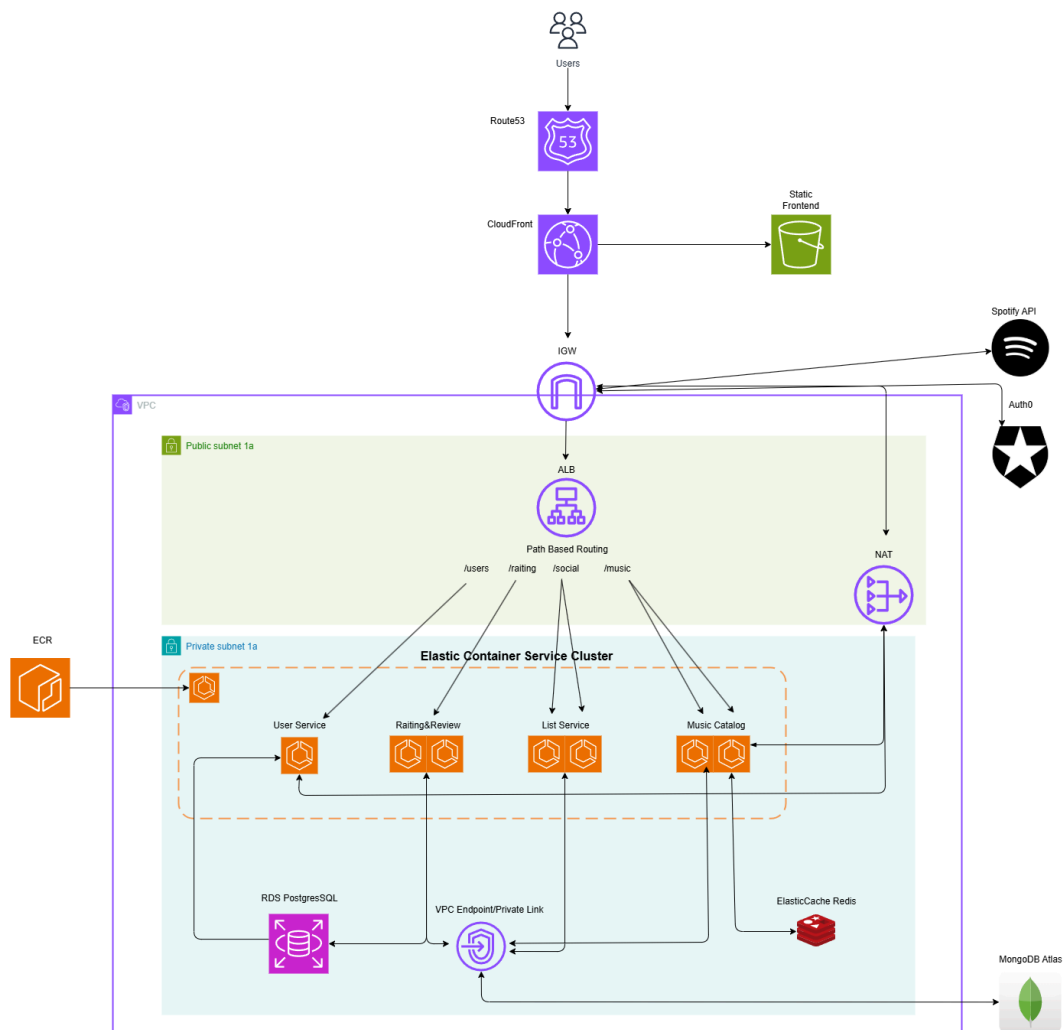 Users
Route53
53
CloudFront
Static
Frontend
Spotify API
IGW
VPC
Auth0
Public subnet 1a
ALB
Path Based Routing
/users
/raiting
/social
/music
NAT
ECR
Private subnet 1a
Elastic Container Service Cluster
User Service
Raiting&Review
List Service
Music Catalog
RDS PostgresSQL
VPC Endpoint/Private Link
ElasticCache Redis
MongoDB Atlas